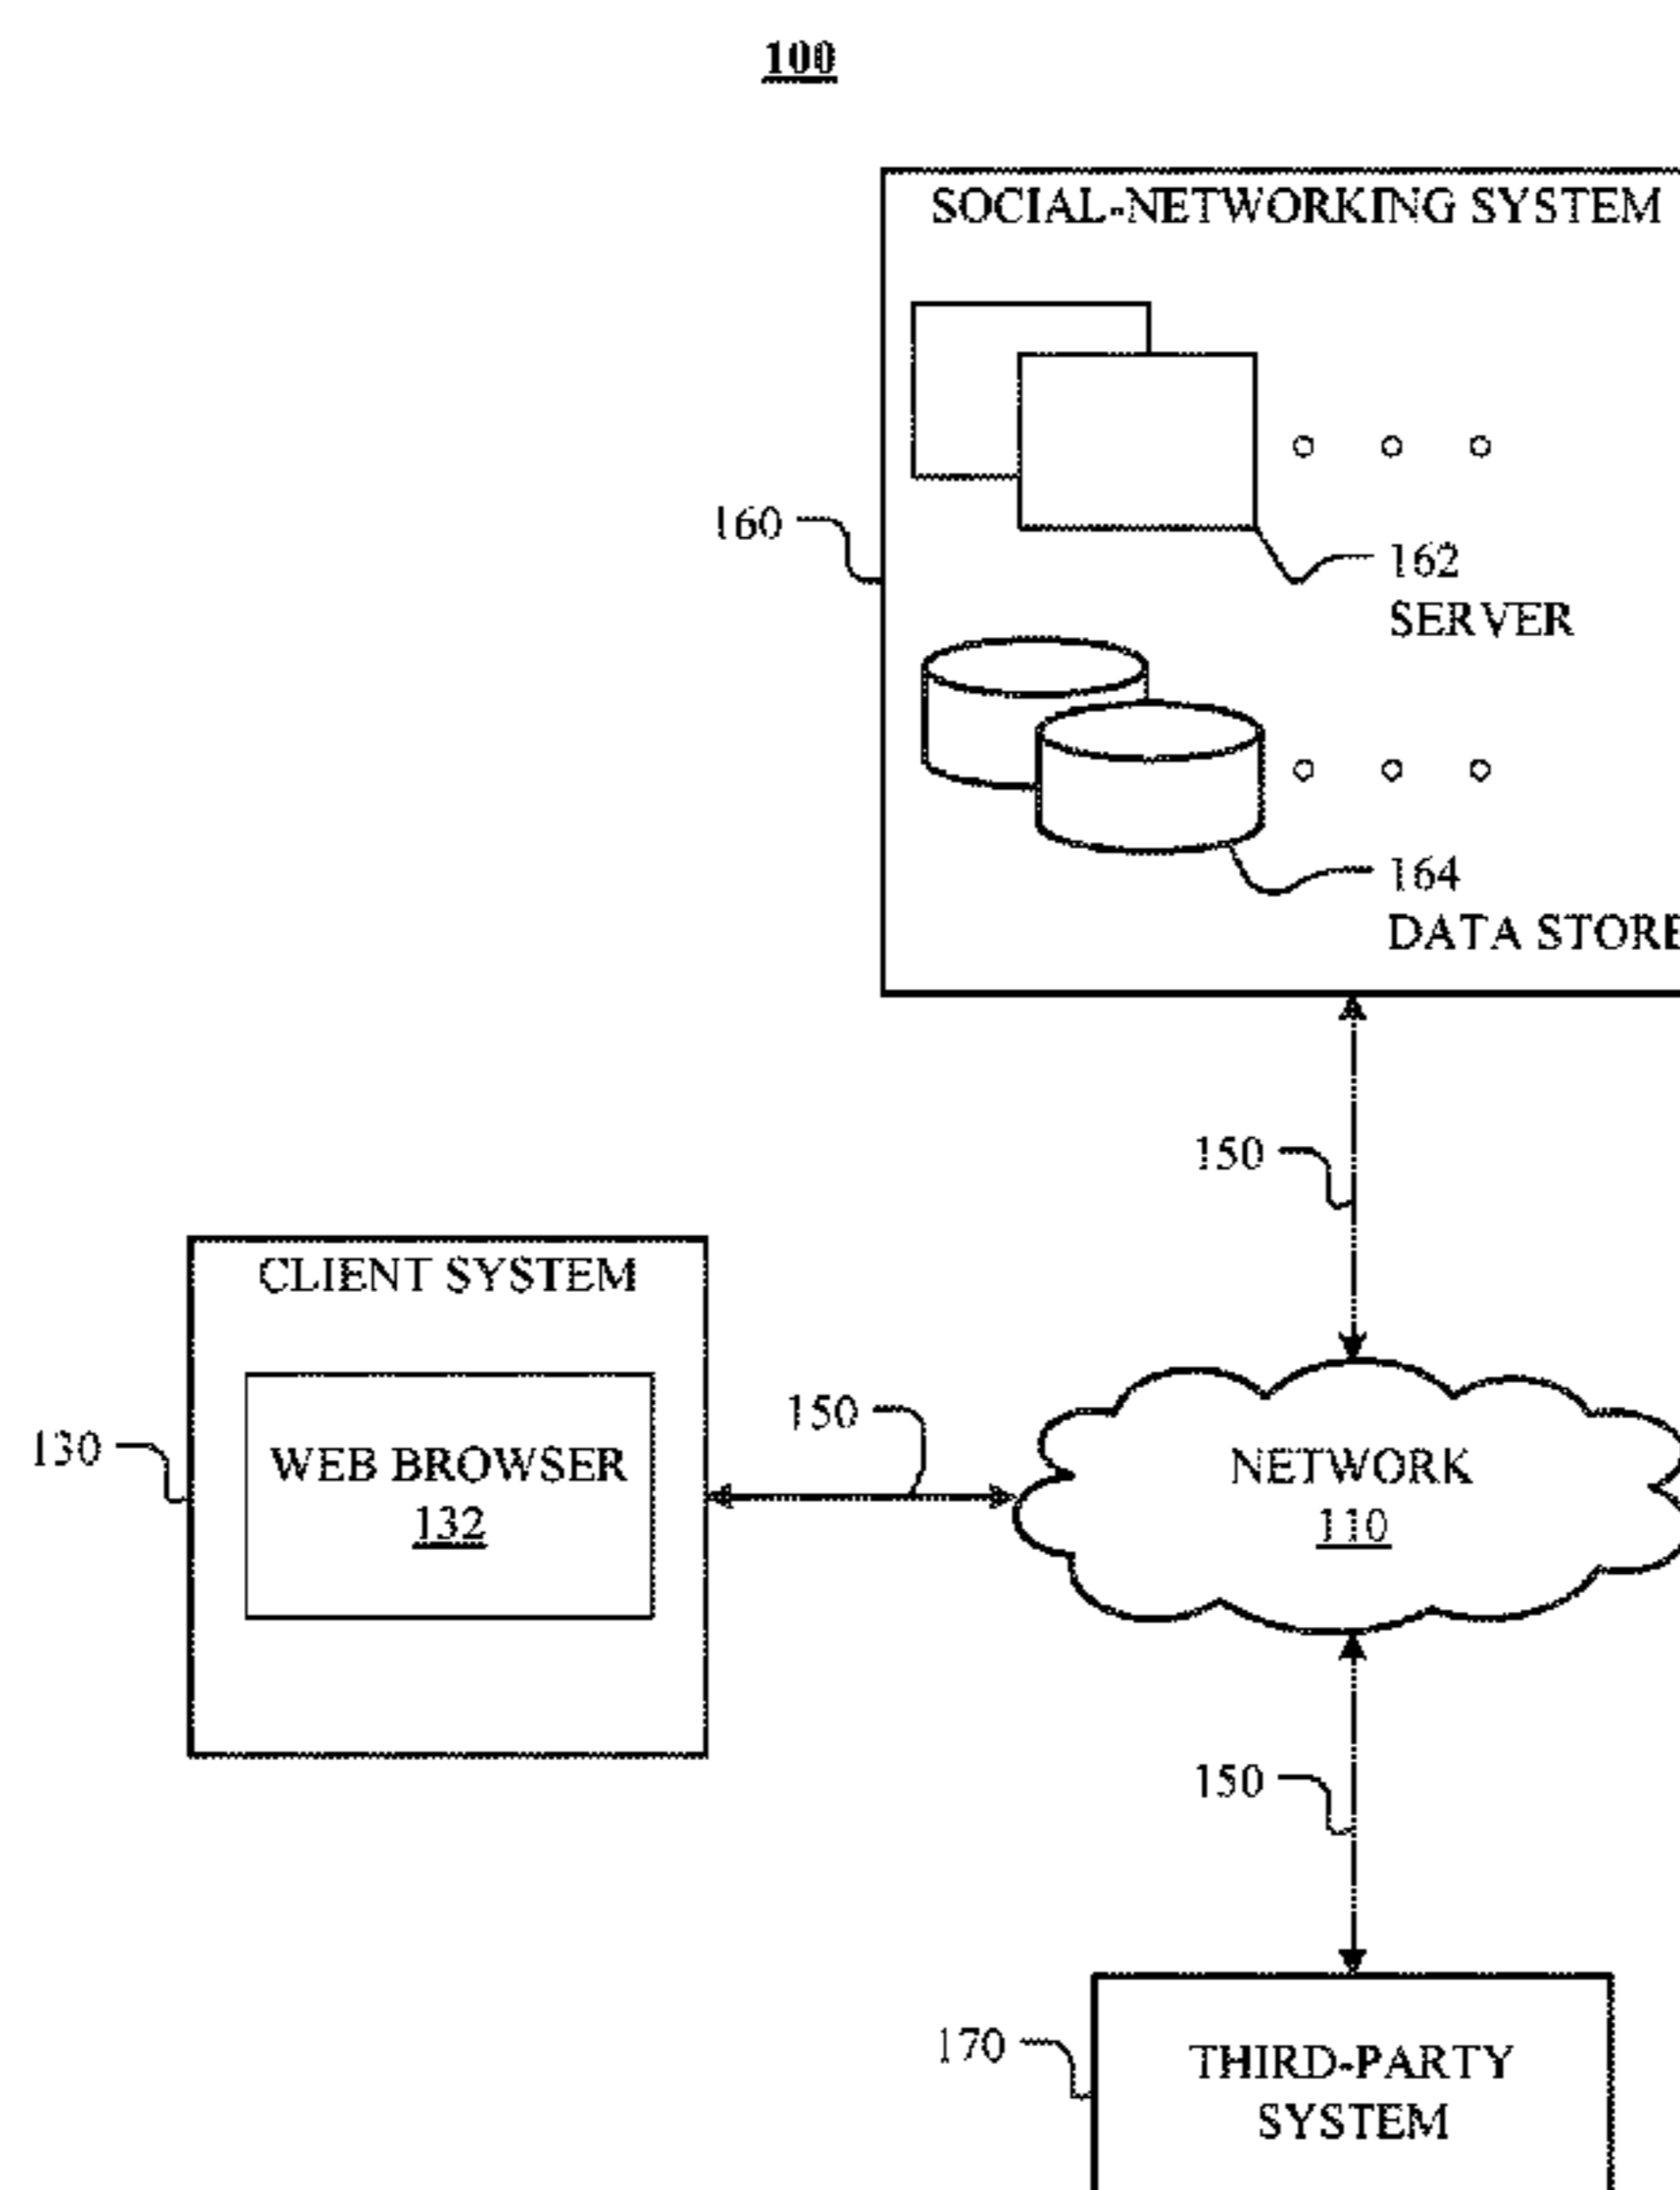 100
SOCIAL-NETWORKING SYSTEM
160
162
SERVER
164
DATA STORE
150
CLIENT SYSTEM
150
130
WEB BROWSER
132
NETWORK
110
150
170
THIRD-PARTY
SYSTEM